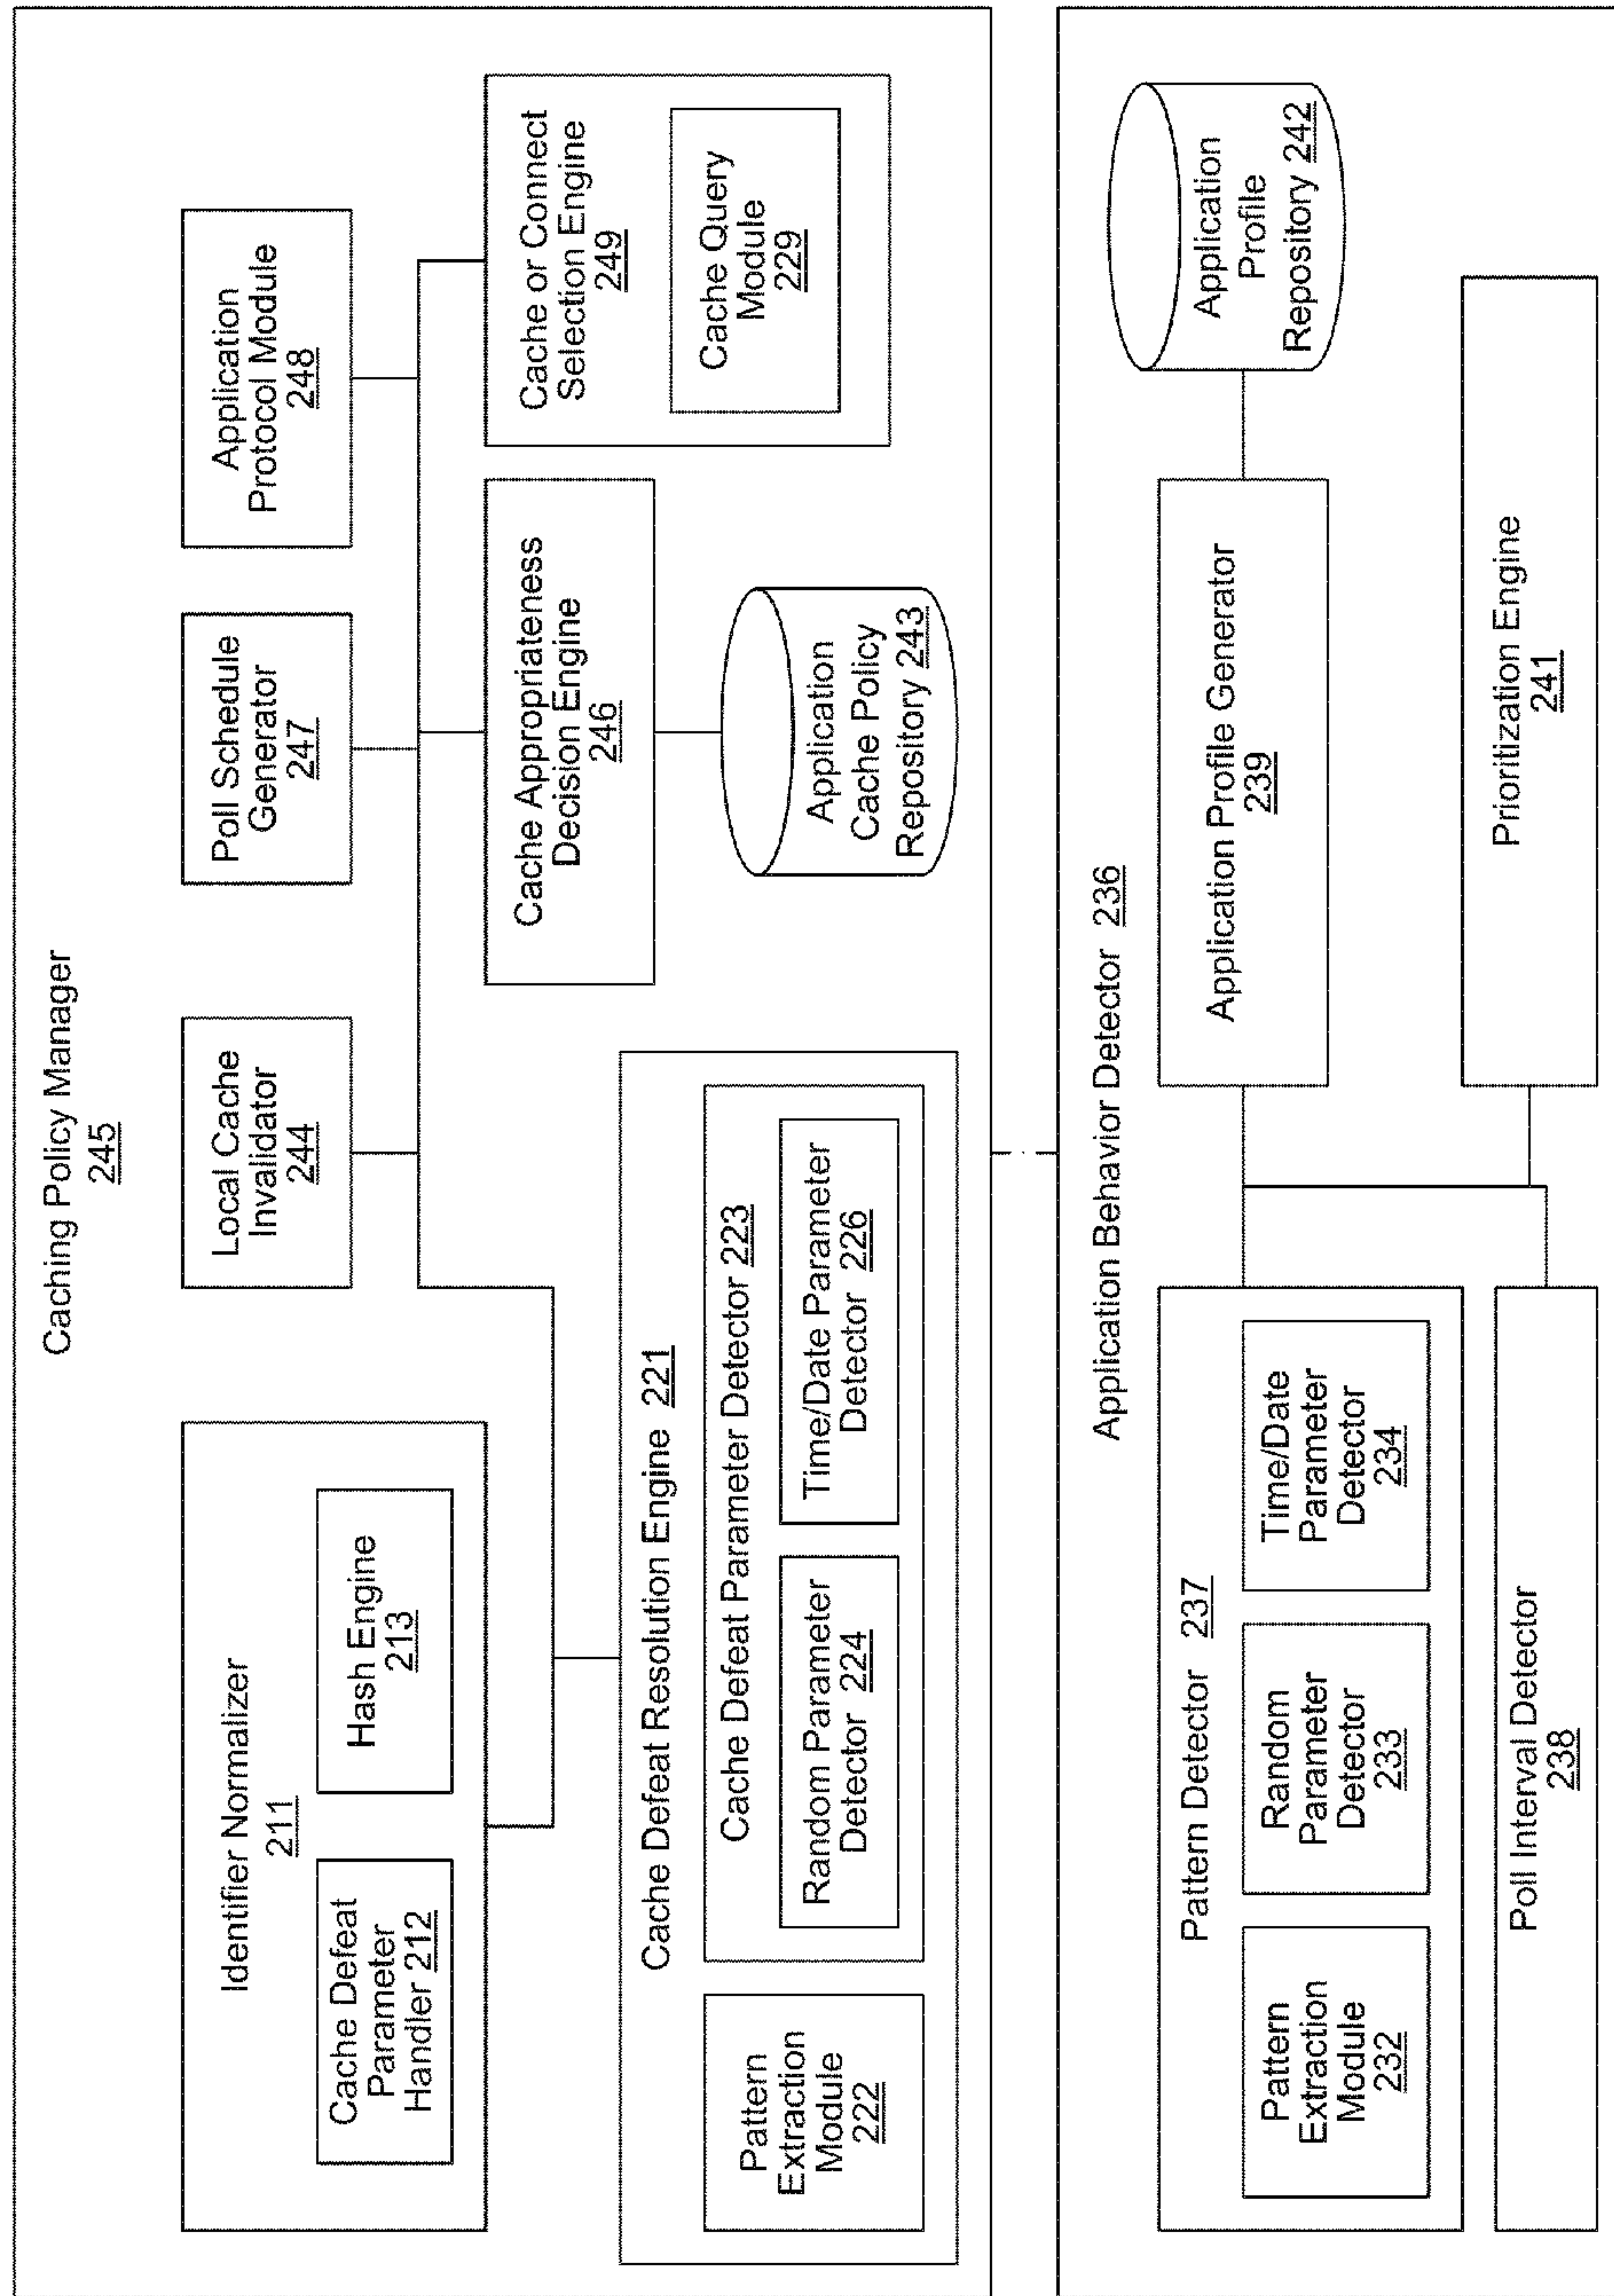 Caching Policy Manager
245
Identifier Normalizer
211
Cache Defeat
Parameter
Handler 212
Hash Engine
213
Local Cache
Invalidator
244
Poll Schedule
Generator
247
Application
Protocol Module
248
Cache Defeat Resolution Engine 221
Pattern
Extraction
Module
222
Cache Defeat Parameter Detector 223
Random Parameter
Detector 224
Time/Date Parameter
Detector 226
Cache Appropriateness
Decision Engine
246
Application
Cache Policy
Repository 243
Cache or Connect
Selection Engine
249
Cache Query
Module
229
Application Behavior Detector 236
Pattern Detector 237
Pattern
Extraction
Module
232
Random
Parameter
Detector
233
Time/Date
Parameter
Detector
234
Poll Interval Detector
238
Application Profile Generator
239
Application
Profile
Repository 242
Prioritization Engine
241